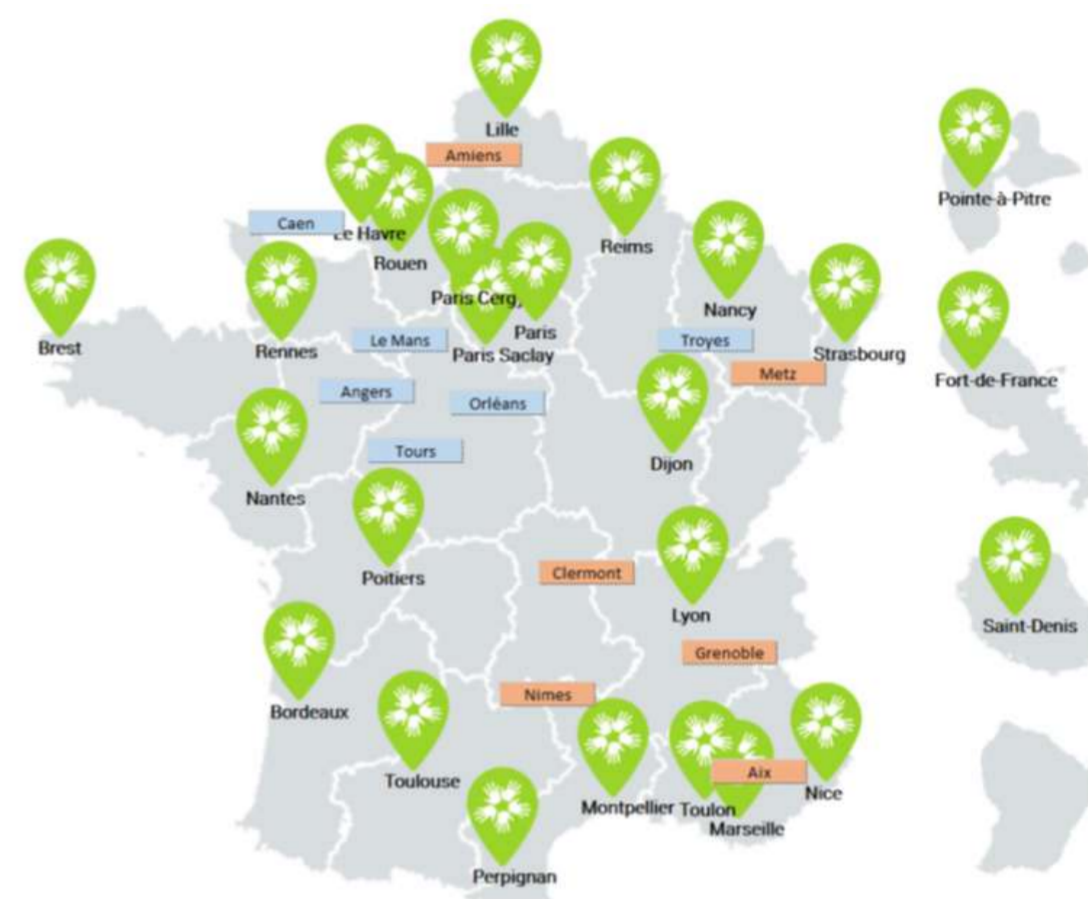 Lille
Amiens
Pointe-à-Pitre
Caen
Le Havre
Reims
Rouen
Paris Cerg
Nancy
Brest
Rennes
Le Mans
Paris
Paris Saclay
Troyes
Strasbourg
Metz
Fort-de-France
Angers
Orléans
Tours
Dijon
Nantes
Clermont
Poitiers
Lyon
Saint-Denis
Grenoble
Nimes
Bordeaux
Toulouse
Aix
Nice
Montpellier
Toulon
Marseille
Perpignan